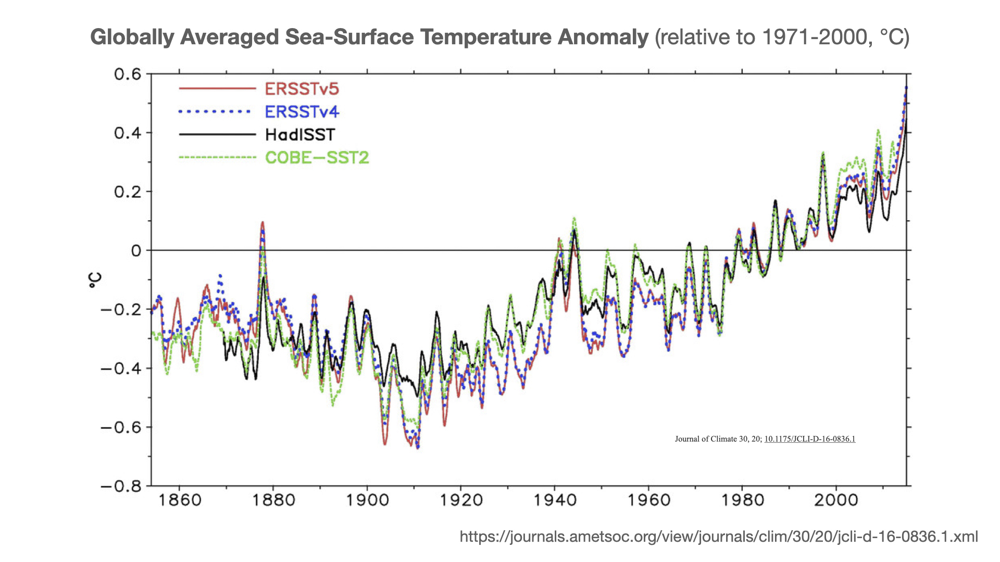 Globally Averaged Sea-Surface Temperature Anomaly (relative to 1971-2000, °C)
0.6
ERSSTv5
ERSSTv4
0.4
HadISST
COBE−SST2
0.2
0
°C
−0.2
−0.4
−0.6
Journal of Climate 30, 20; 10.1175/JCLI-D-16-0836.1
−0.8
1860 1880 1900 1920 1940 1960 1980 2000
https://journals.ametsoc.org/view/journals/clim/30/20/jcli-d-16-0836.1.xml